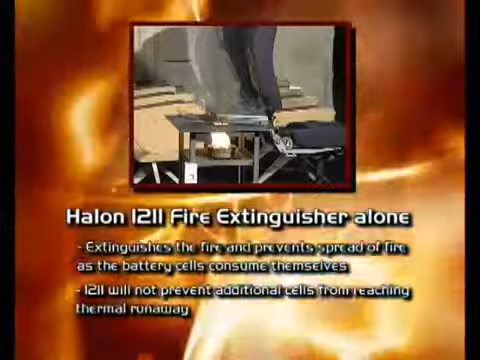 Halon 1211 Fire Extinguisher alone
- Extinguishes the fire and prevents spread of fire
as the battery cells consume themselves
- 1211 will not prevent additional cells from reaching
thermal runaway